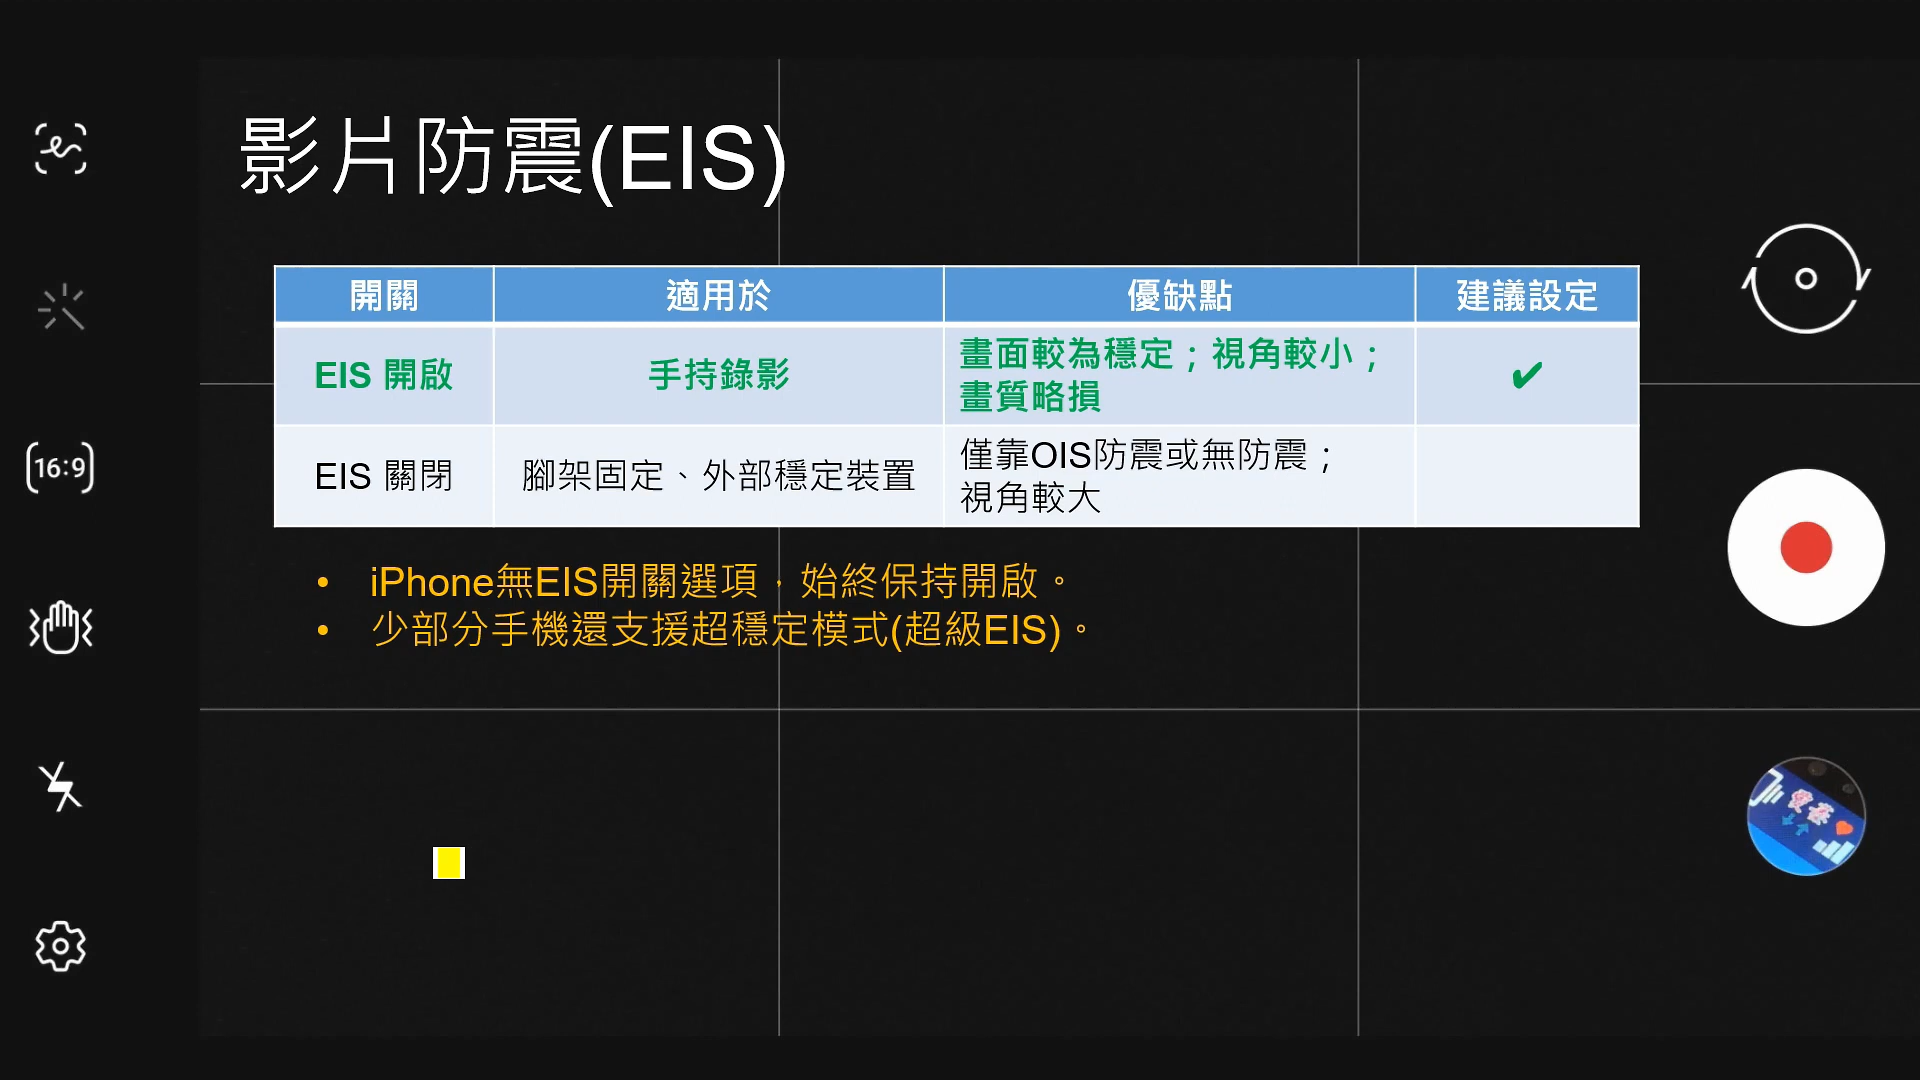 影片防震(EIS)
開關 適用於 優缺點 建議設定
EIS 開啟 手持錄影 畫面較為穩定；視角較小；
畫質略損 ✔
EIS 關閉 腳架固定、外部穩定裝置 僅靠OIS防震或無防震；
視角較大
• iPhone無EIS開關選項，始終保持開啟。
• 少部分手機還支援超穩定模式(超級EIS)。
16:9